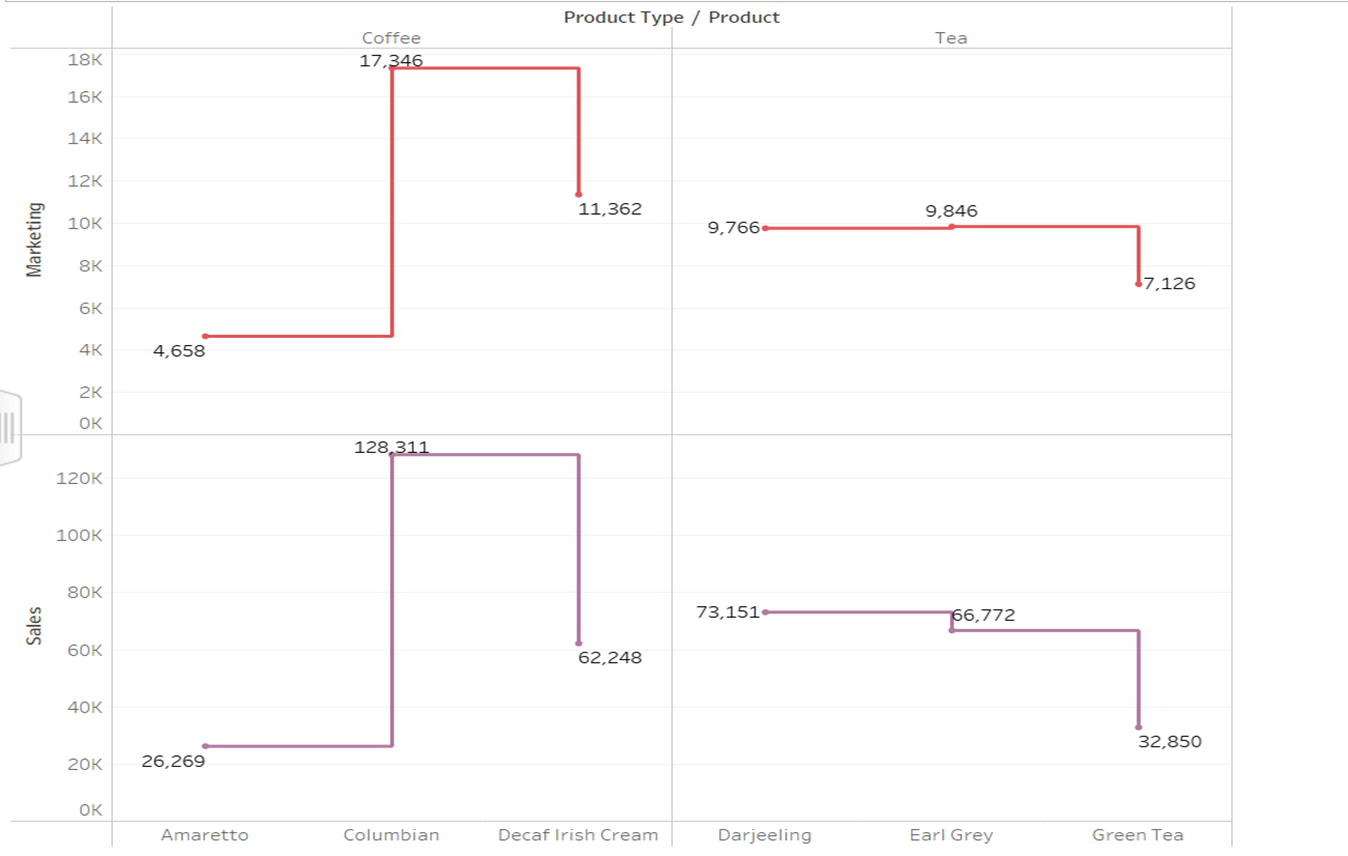 Product Type / Product
Coffee
Tea
Marketing
18K
16K
14K
12K
10K
8K
6K
4K
2K
0K
17,346
11,362
4,658
9,766
9,846
7,126
Sales
120K
100K
80K
60K
40K
20K
0K
128,311
62,248
26,269
73,151
66,772
32,850
Amaretto
Columbian
Decaf Irish Cream
Darjeeling
Earl Grey
Green Tea